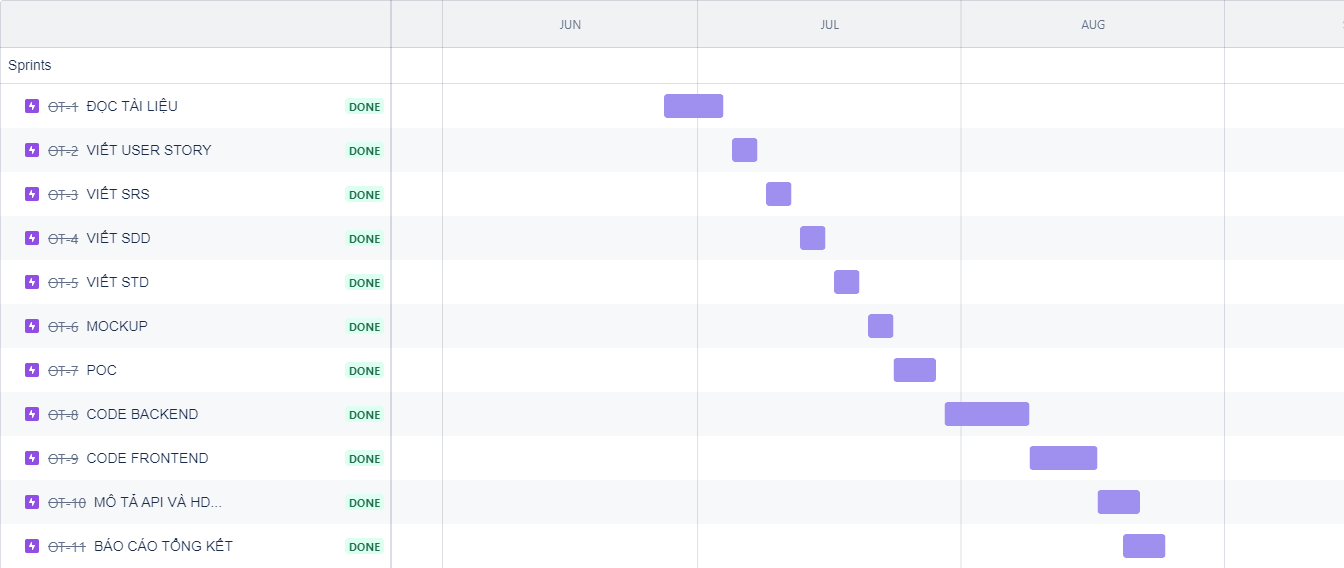 JUN JUL AUG
Sprints
OT-1 ĐỌC TÀI LIỆU DONE
OT-2 VIẾT USER STORY DONE
OT-3 VIẾT SRS DONE
OT-4 VIẾT SDD DONE
OT-5 VIẾT STD DONE
OT-6 MOCKUP DONE
OT-7 POC DONE
OT-8 CODE BACKEND DONE
OT-9 CODE FRONTEND DONE
OT-10 MÔ TẢ API VÀ HD... DONE
OT-11 BÁO CÁO TỔNG KẾT DONE